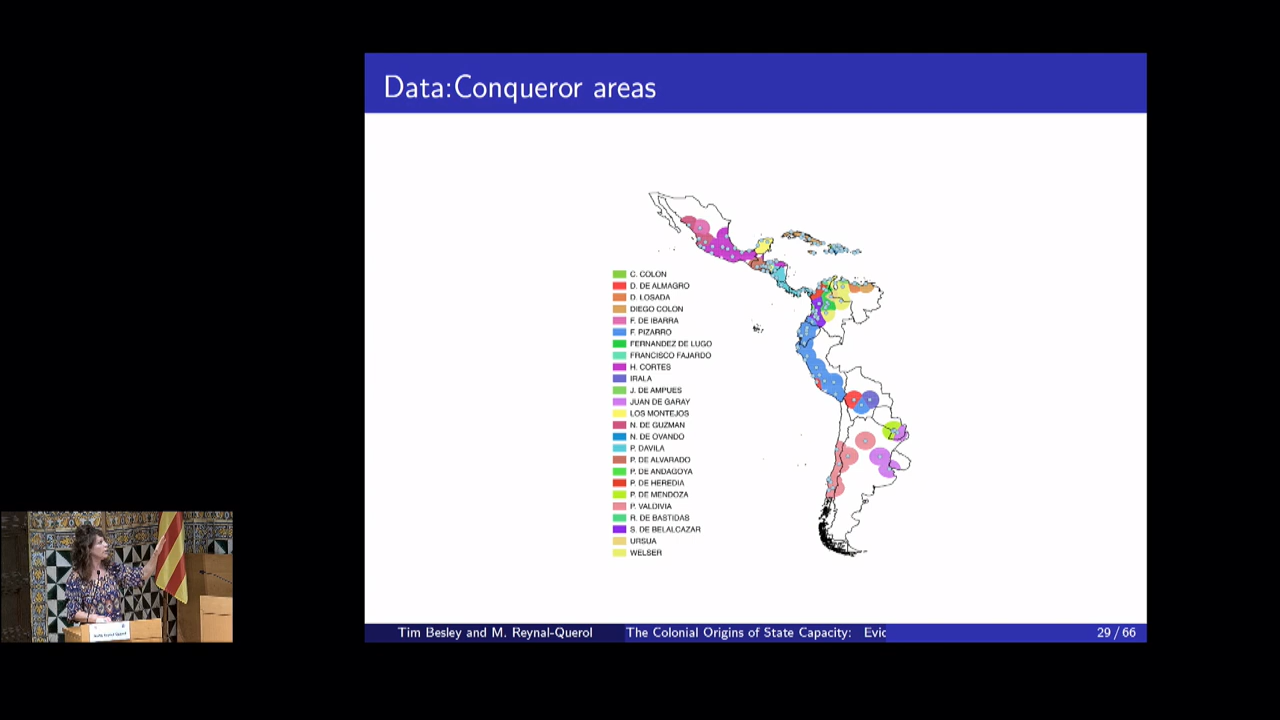 Data:Conqueror areas
C. COLON
D. DE ALMAGRO
D. LOSADA
DIEGO COLON
F. DE IBARRA
F. PIZARRO
FERNANDEZ DE LUGO
FRANCISCO FAJARDO
H. CORTES
IRALA
J. DE AMPUES
JUAN DE GARAY
LOS MONTEJOS
N. DE GUZMAN
N. DE OVANDO
P. DAVILA
P. DE ALVARADO
P. DE ANDAGOYA
P. DE HEREDIA
P. DE MENDOZA
P. VALDIVIA
R. DE BASTIDAS
S. DE BELALCAZAR
URSUA
WELSER
Tim Besley and M. Reynal-Querol
The Colonial Origins of State Capacity: Evic
29 / 66